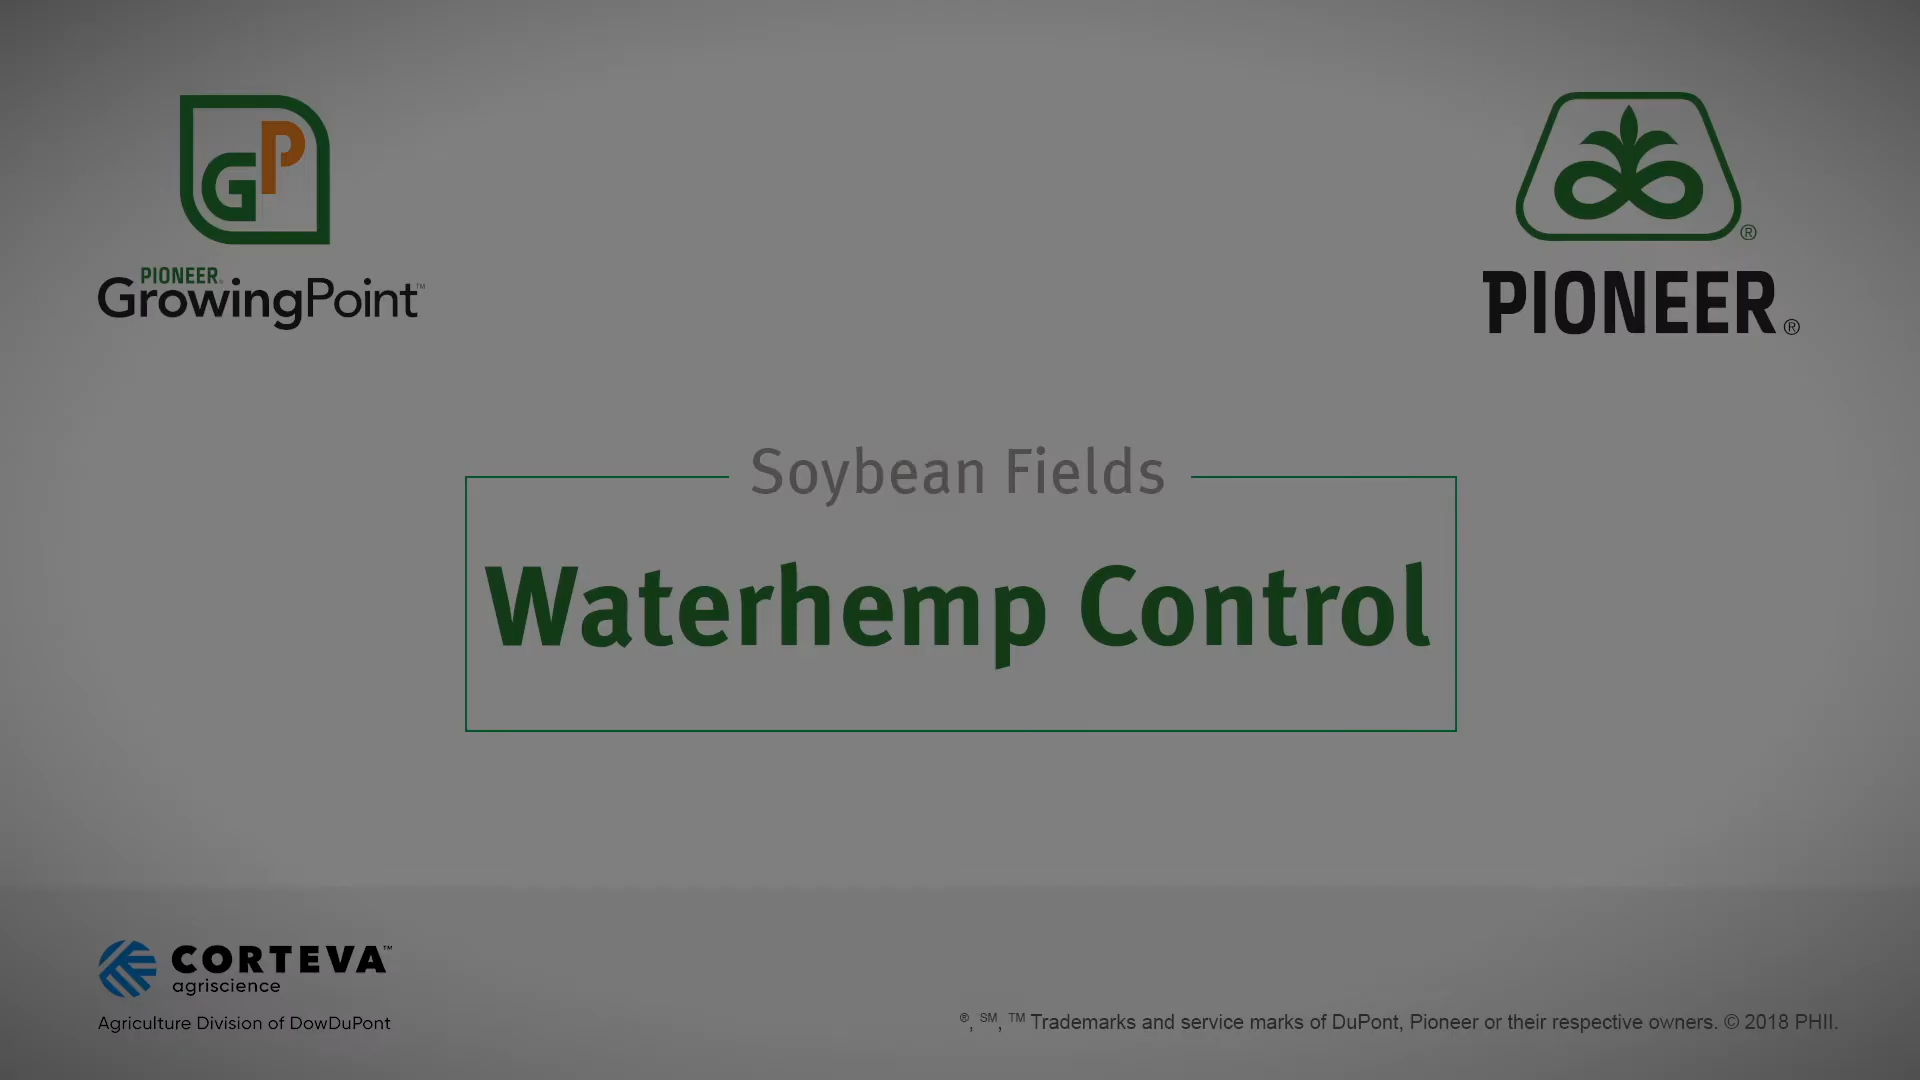 GP
PIONEER®
GrowingPoint™
®
PIONEER®
Soybean Fields
Waterhemp Control
CORTEVA™
agriscience
Agriculture Division of DowDuPont
®, SM, TM Trademarks and service marks of DuPont, Pioneer or their respective owners. © 2018 PHII.